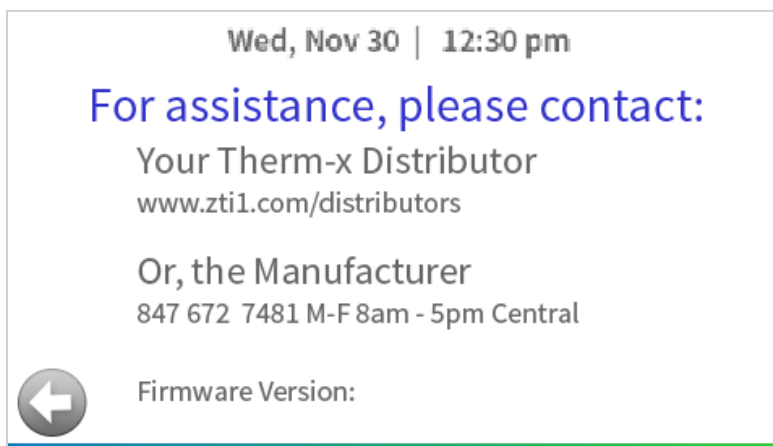 Wed, Nov 30 | 12:30 pm
For assistance, please contact:
Your Therm-x Distributor
www.zti1.com/distributors
Or, the Manufacturer
847 672 7481 M-F 8am - 5pm Central
Firmware Version: